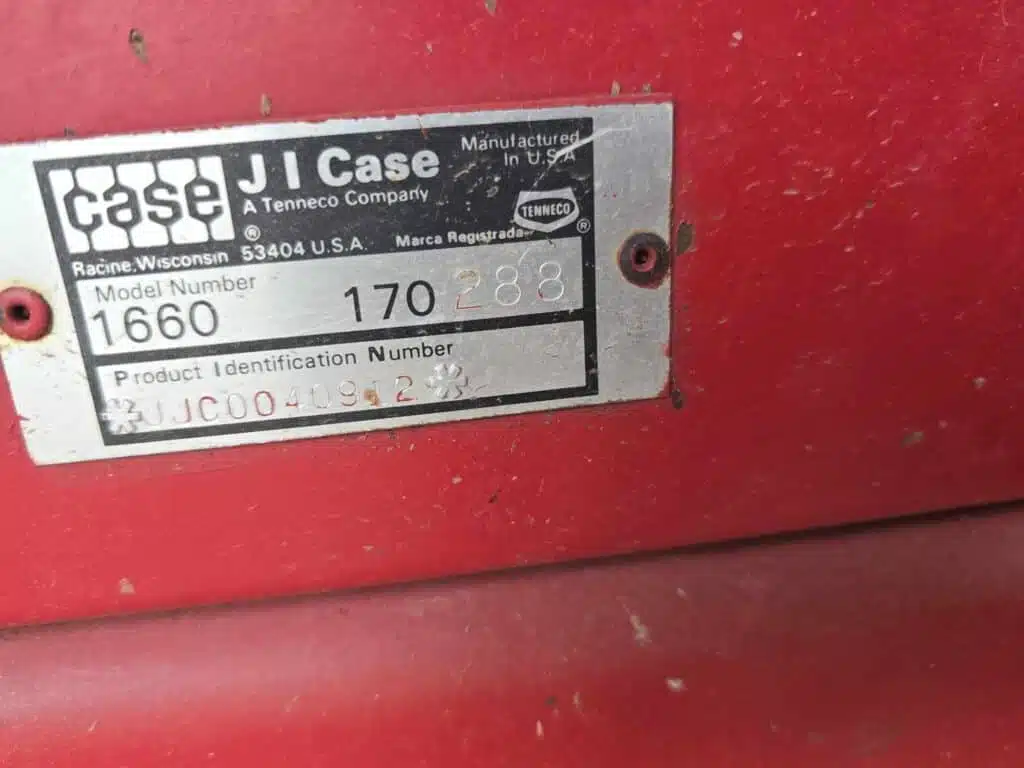 case
J I Case
A Tenneco Company
Manufactured
In U.S.A
TENNECO
®
®
Racine, Wisconsin 53404 U.S.A. Marca Registrada
Model Number
1660 170 288
Product Identification Number
*JJC0040912*